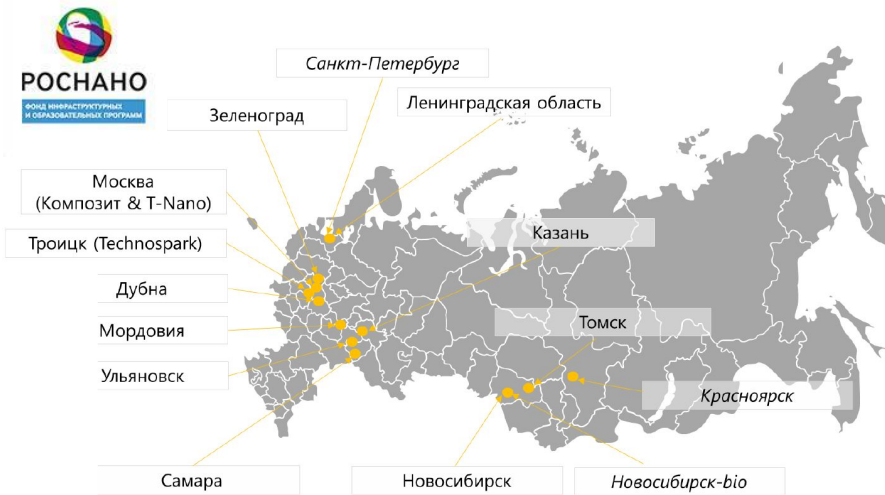 РОСНАНО
ФОНД ИНФРАСТРУКТУРНЫХ
И ОБРАЗОВАТЕЛЬНЫХ ПРОГРАММ
Санкт-Петербург
Ленинградская область
Зеленоград
Москва
(Композит & T-Nano)
Троицк (Technospark)
Казань
Дубна
Мордовия
Томск
Ульяновск
Красноярск
Самара
Новосибирск
Новосибирск-bio